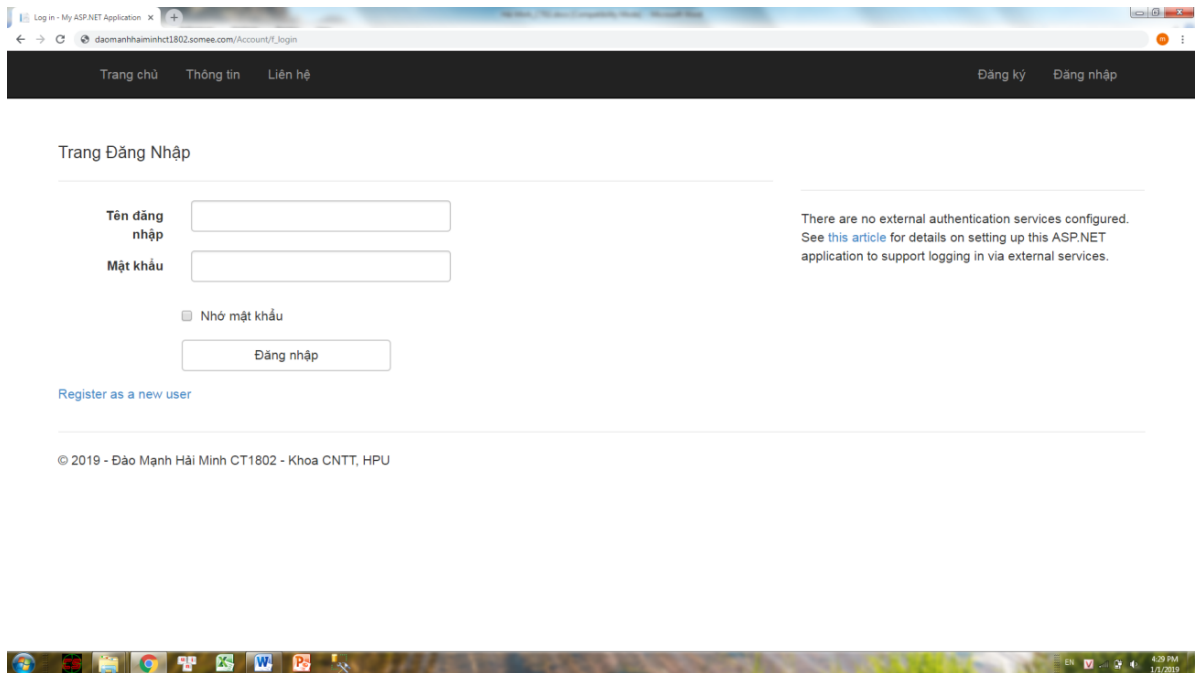 Log in - My ASP.NET Application
daomanhhaiminhct1802.somee.com/Account/f_login
m
Trang chủ Thông tin Liên hệ Đăng ký Đăng nhập
Trang Đăng Nhập
Tên đăng
nhập
Mật khẩu
Nhớ mật khẩu
Đăng nhập
Register as a new user
There are no external authentication services configured.
See this article for details on setting up this ASP.NET
application to support logging in via external services.
© 2019 - Đào Mạnh Hải Minh CT1802 - Khoa CNTT, HPU
EN V 4:29 PM
1/1/2019